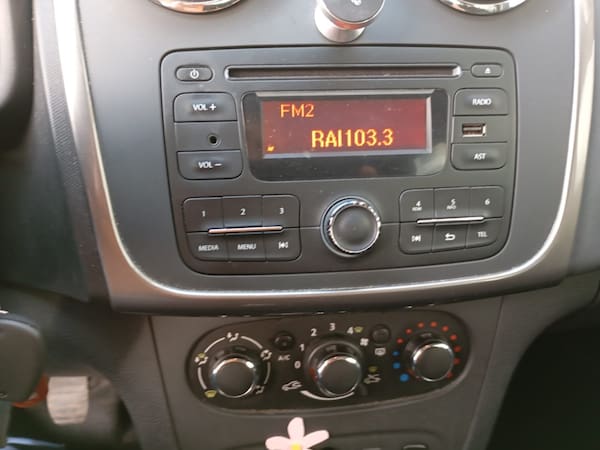 VOL +
FM2
RADIO
RAI103.3
VOL −
AST
1 2 3
4 5 6
MEDIA MENU
TEL
0 1 2 3 4
A/C